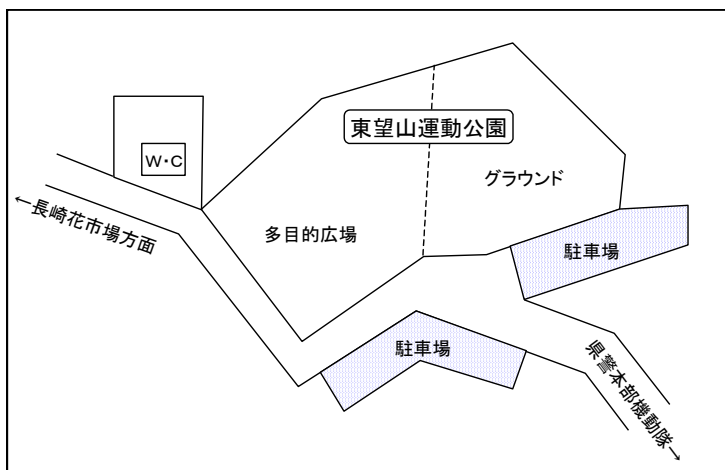 東望山運動公園
W・C
グラウンド
←長崎花市場方面
多目的広場
駐車場
駐車場
県警本部機動隊→